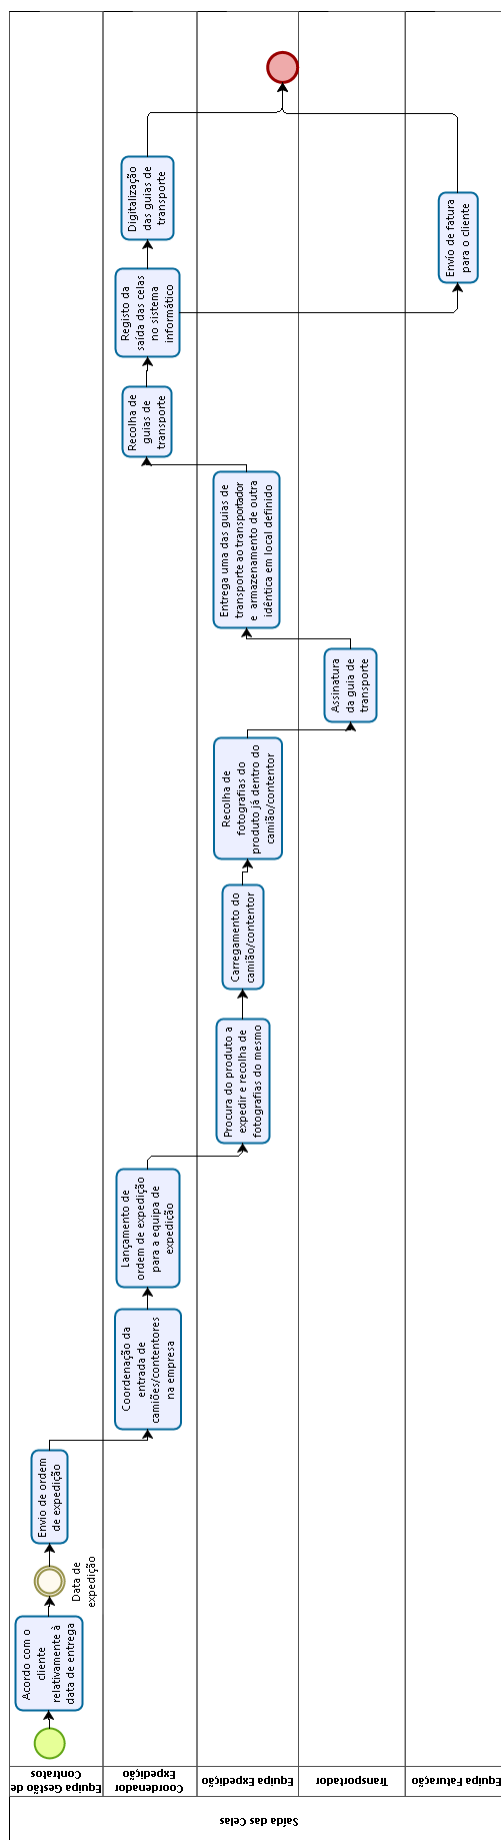 Saída das Celas
Equipa Gestão de
Contratos
Coordenador
Expedição
Equipa Expedição
Transportador
Equipa Faturação
Acordo com o
cliente
relativamente à
data de entrega
Data de
expedição
Envio de ordem
de expedição
Coordenação da
entrada de
camiões/contentores
na empresa
Lançamento de
ordem de expedição
para a equipa de
expedição
Procura do produto a
expedir e recolha de
fotografias do mesmo
Carregamento do
camião/contentor
Recolha de
fotografias do
produto já dentro do
camião/contentor
Assinatura
da guia de
transporte
Entrega uma das guias de
transporte ao transportador
e armazenamento de outra
idêntica em local definido
Recolha de
guias de
transporte
Registo da
saída das celas
no sistema
informático
Digitalização
das guias de
transporte
Envio de fatura
para o cliente